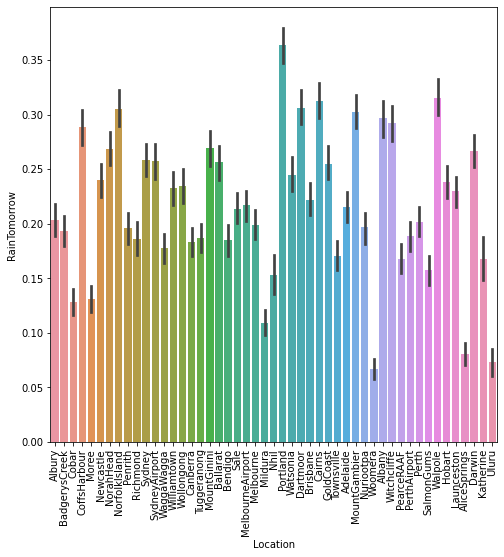 0.35
0.30
0.25
0.20
0.15
0.10
0.05
0.00
RainTomorrow
Albury
BadgerysCreek
Cobar
CoffsHarbour
Moree
Newcastle
NorahHead
NorfolkIsland
Penrith
Richmond
Sydney
SydneyAirport
WaggaWagga
Williamtown
Wollongong
Canberra
Tuggeranong
MountGinini
Ballarat
Bendigo
Sale
MelbourneAirport
Melbourne
Mildura
Nhil
Portland
Watsonia
Dartmoor
Brisbane
Cairns
GoldCoast
Townsville
Adelaide
MountGambier
Nuriootpa
Woomera
Albany
Witchcliffe
PearceRAAF
PerthAirport
Perth
SalmonGums
Walpole
Hobart
Launceston
AliceSprings
Darwin
Katherine
Uluru
Location